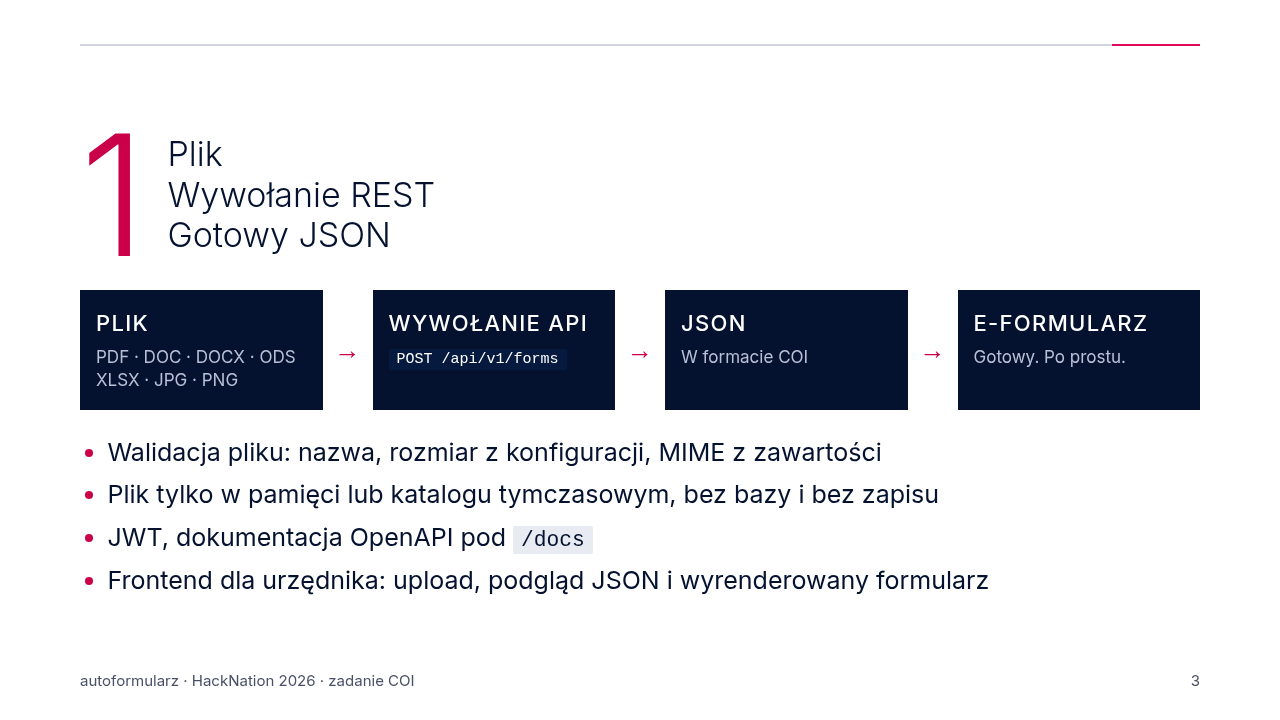 1
Plik
Wywołanie REST
Gotowy JSON
PLIK
PDF · DOC · DOCX · ODS
XLSX · JPG · PNG
→
WYWOŁANIE API
POST /api/v1/forms
→
JSON
W formacie COI
→
E-FORMULARZ
Gotowy. Po prostu.
• Walidacja pliku: nazwa, rozmiar z konfiguracji, MIME z zawartości
• Plik tylko w pamięci lub katalogu tymczasowym, bez bazy i bez zapisu
• JWT, dokumentacja OpenAPI pod /docs
• Frontend dla urzędnika: upload, podgląd JSON i wyrenderowany formularz
autoformularz · HackNation 2026 · zadanie COI
3